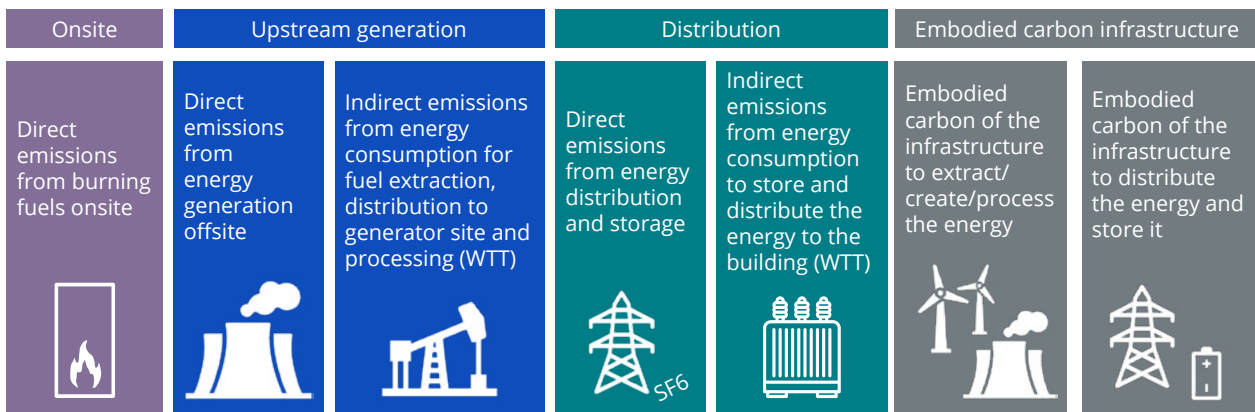 Onsite
Upstream generation
Distribution
Embodied carbon infrastructure
Direct
emissions
from burning
fuels onsite
Direct
emissions
from
energy
generation
offsite
Indirect emissions
from energy
consumption for
fuel extraction,
distribution to
generator site and
processing (WTT)
Direct
emissions
from energy
distribution
and storage
SF6
Indirect
emissions
from energy
consumption
to store and
distribute the
energy to the
building (WTT)
Embodied
carbon of the
infrastructure
to extract/
create/process
the energy
Embodied
carbon of the
infrastructure
to distribute
the energy and
store it